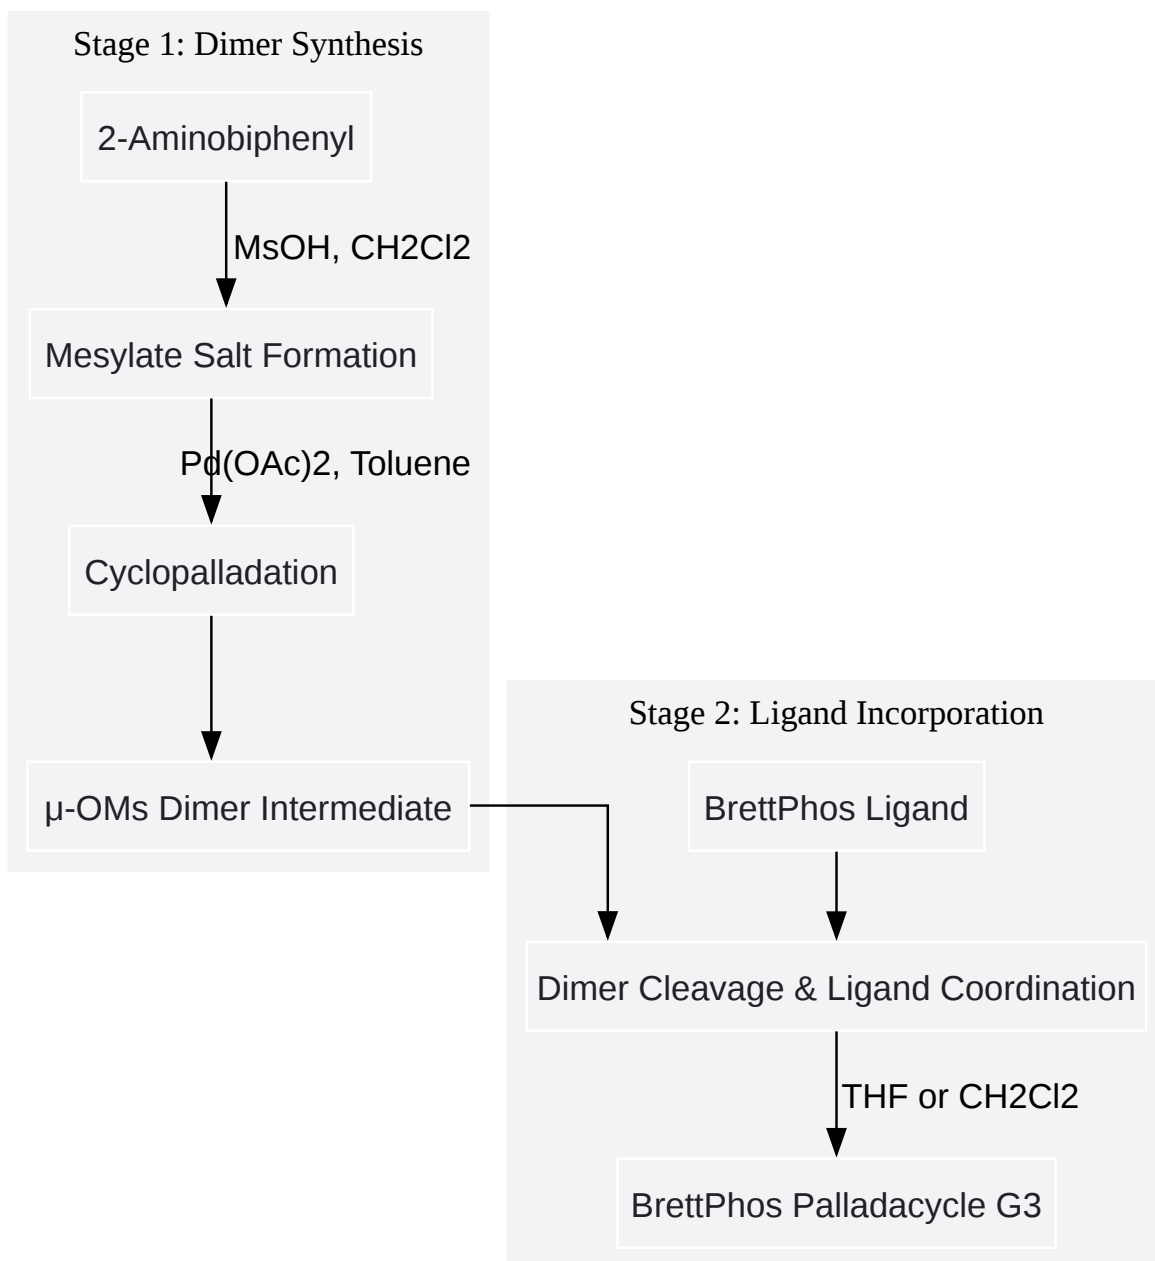 Stage 1: Dimer Synthesis
2-Aminobiphenyl
MsOH, CH2Cl2
Mesylate Salt Formation
Pd(OAc)2, Toluene
Cyclopalladation
μ-OMs Dimer Intermediate
Stage 2: Ligand Incorporation
BrettPhos Ligand
Dimer Cleavage & Ligand Coordination
THF or CH2Cl2
BrettPhos Palladacycle G3